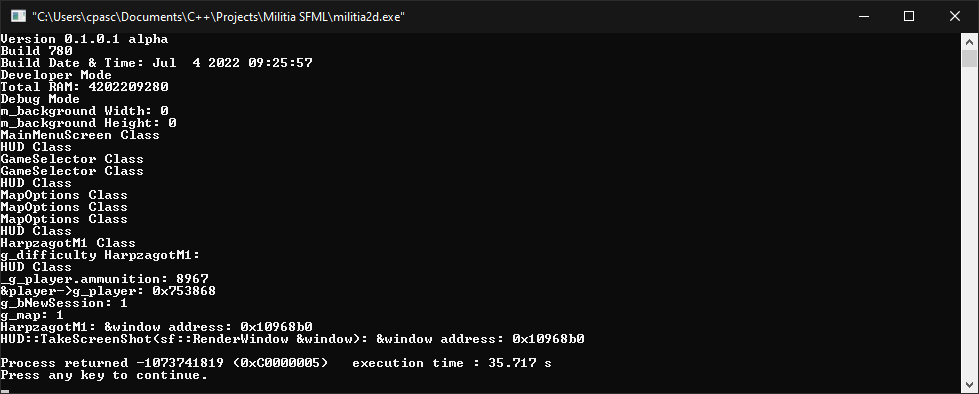 "C:\Users\cpasc\Documents\C++\Projects\Militia SFML\militia2d.exe"
Version 0.1.0.1 alpha
Build 780
Build Date & Time: Jul  4 2022 09:25:57
Developer Mode
Total RAM: 4202209280
Debug Mode
m_background Width: 0
m_background Height: 0
MainMenuScreen Class
HUD Class
GameSelector Class
GameSelector Class
HUD Class
MapOptions Class
MapOptions Class
MapOptions Class
HUD Class
HarpzagotM1 Class
g_difficulty HarpzagotM1:
HUD Class
_g_player.ammunition: 8967
&player->g_player: 0x753868
g_bNewSession: 1
g_map: 1
HarpzagotM1: &window address: 0x10968b0
HUD::TakeScreenShot(sf::RenderWindow &window): &window address: 0x10968b0
Process returned -1073741819 (0xC0000005)   execution time : 35.717 s
Press any key to continue.